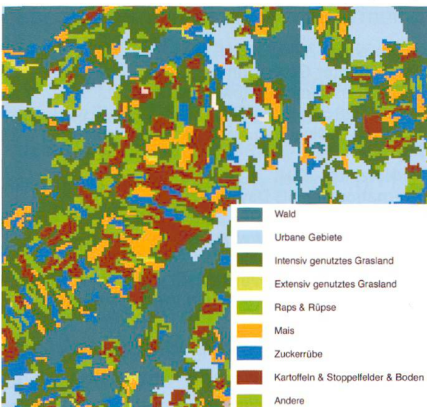 Wald
Urbane Gebiete
Intensiv genutztes Grasland
Extensiv genutztes Grasland
Raps & Rüpse
Mais
Zuckerrübe
Kartoffeln & Stoppelfelder & Boden
Andere